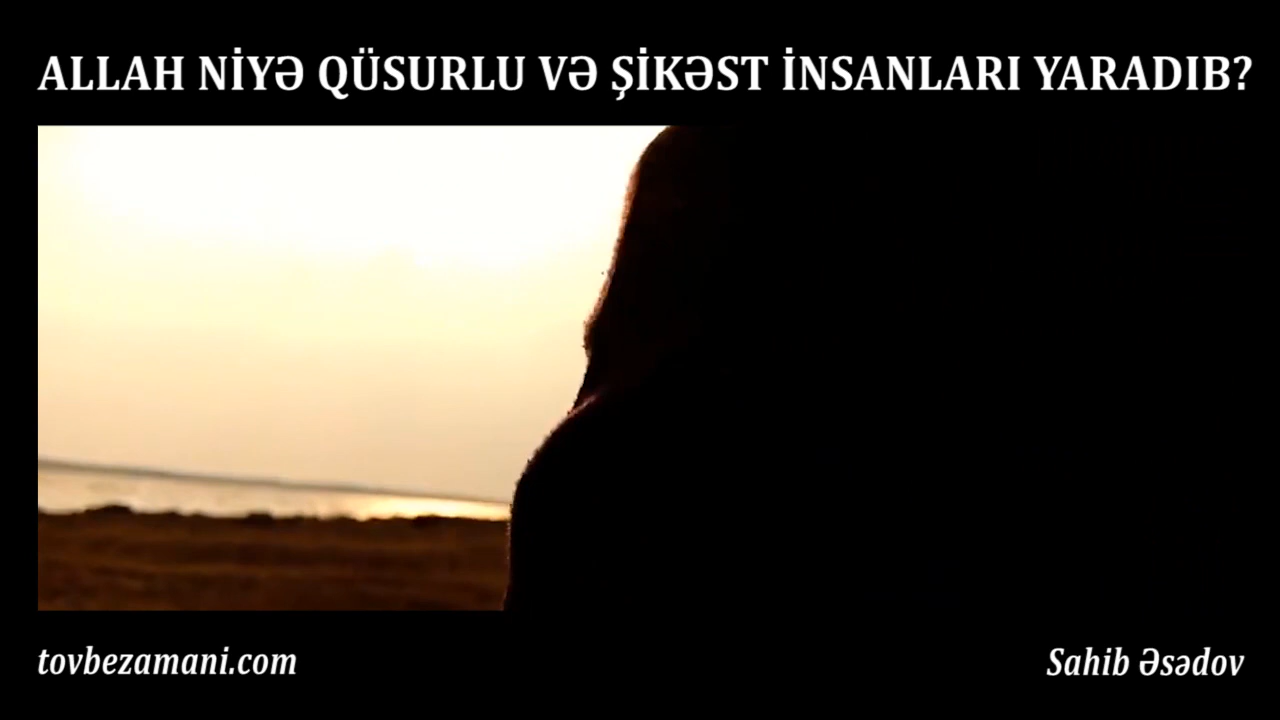 ALLAH NİYƏ QÜSURLU VƏ ŞİKƏST İNSANLARI YARADIB?
tovbezamani.com
Sahib Əsədov